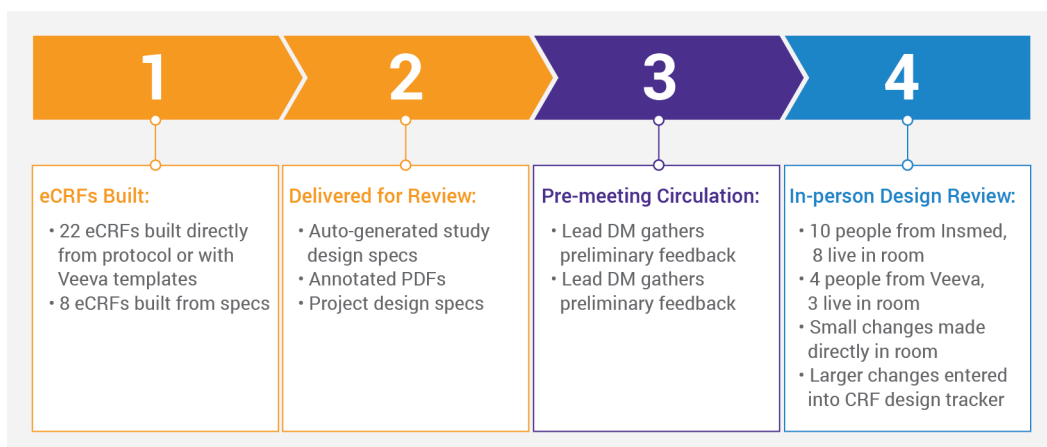 1
2
3
4
eCRFs Built:
• 22 eCRFs built directly
from protocol or with
Veeva templates
• 8 eCRFs built from specs
Delivered for Review:
• Auto-generated study
design specs
• Annotated PDFs
• Project design specs
Pre-meeting Circulation:
• Lead DM gathers
preliminary feedback
• Lead DM gathers
preliminary feedback
In-person Design Review:
• 10 people from Insmed,
8 live in room
• 4 people from Veeva,
3 live in room
• Small changes made
directly in room
• Larger changes entered
into CRF design tracker